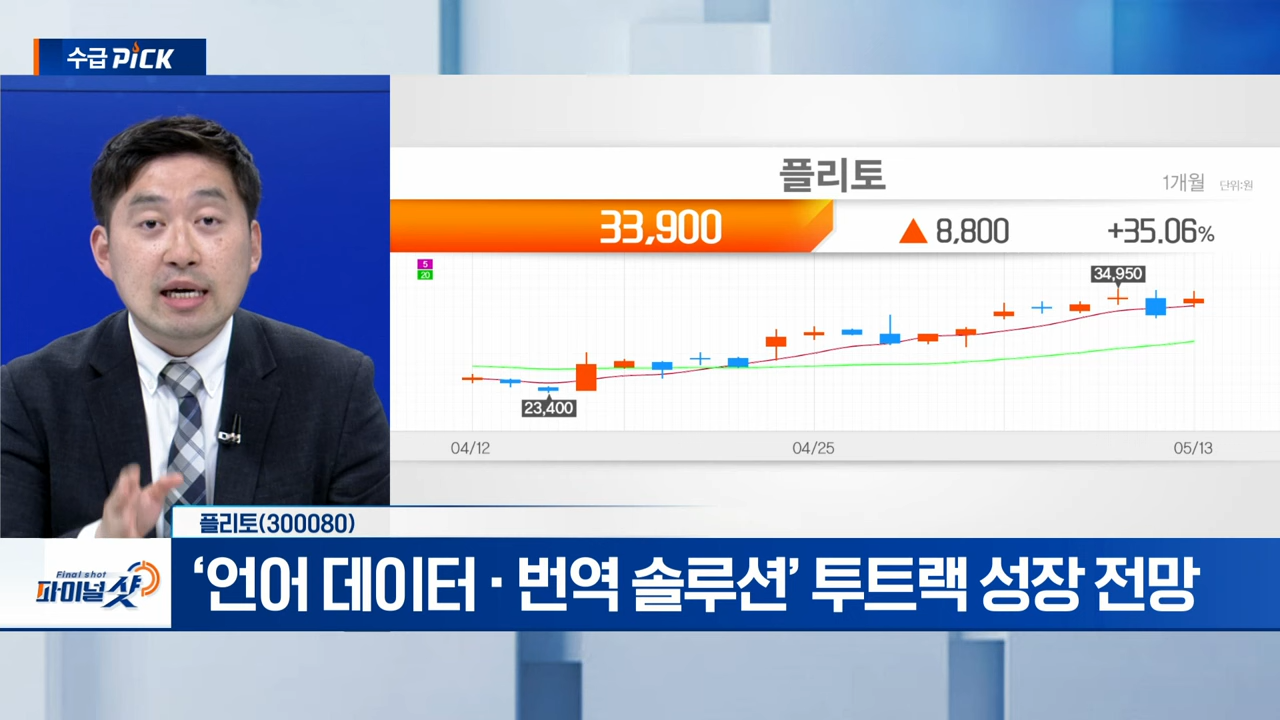 수급 PiCK
플리토
1개월 단위:원
33,900 ▲ 8,800 +35.06%
5
20
34,950
23,400
04/12 04/25 05/13
플리토(300080)
Final shot
파이널샷
‘언어 데이터·번역 솔루션’ 투트랙 성장 전망